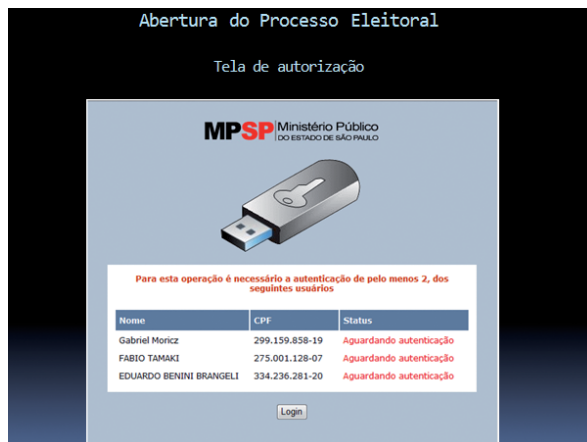 Abertura do Processo Eleitoral
Tela de autorização
MPSP Ministério Público
DO ESTADO DE SÃO PAULO
Para esta operação é necessário a autenticação de pelo menos 2, dos
seguintes usuários
Nome CPF Status
Gabriel Moricz 299.159.858-19 Aguardando autenticação
FABIO TAMAKI 275.001.128-07 Aguardando autenticação
EDUARDO BENINI BRANGELI 334.236.281-20 Aguardando autenticação
Login